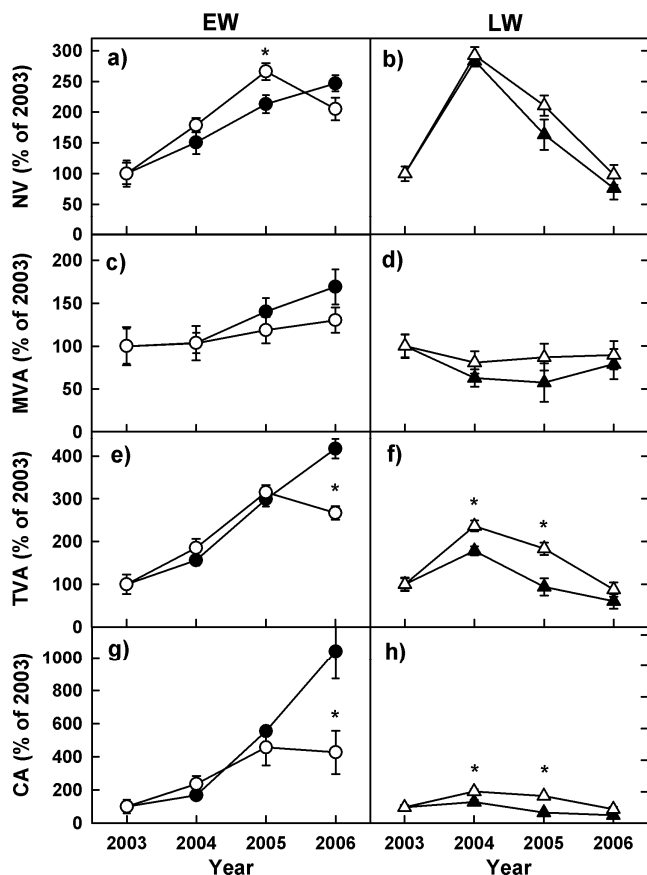 EW LW
NV (% of 2003)
300
250
200
150
100
50
0
a) * b)
MVA (% of 2003)
200
150
100
50
0
c) d)
TVA (% of 2003)
400
300
200
100
0
e) * f) * *
CA (% of 2003)
1000
800
600
400
200
0
g) * h) * *
2003 2004 2005 2006 2003 2004 2005 2006
Year Year